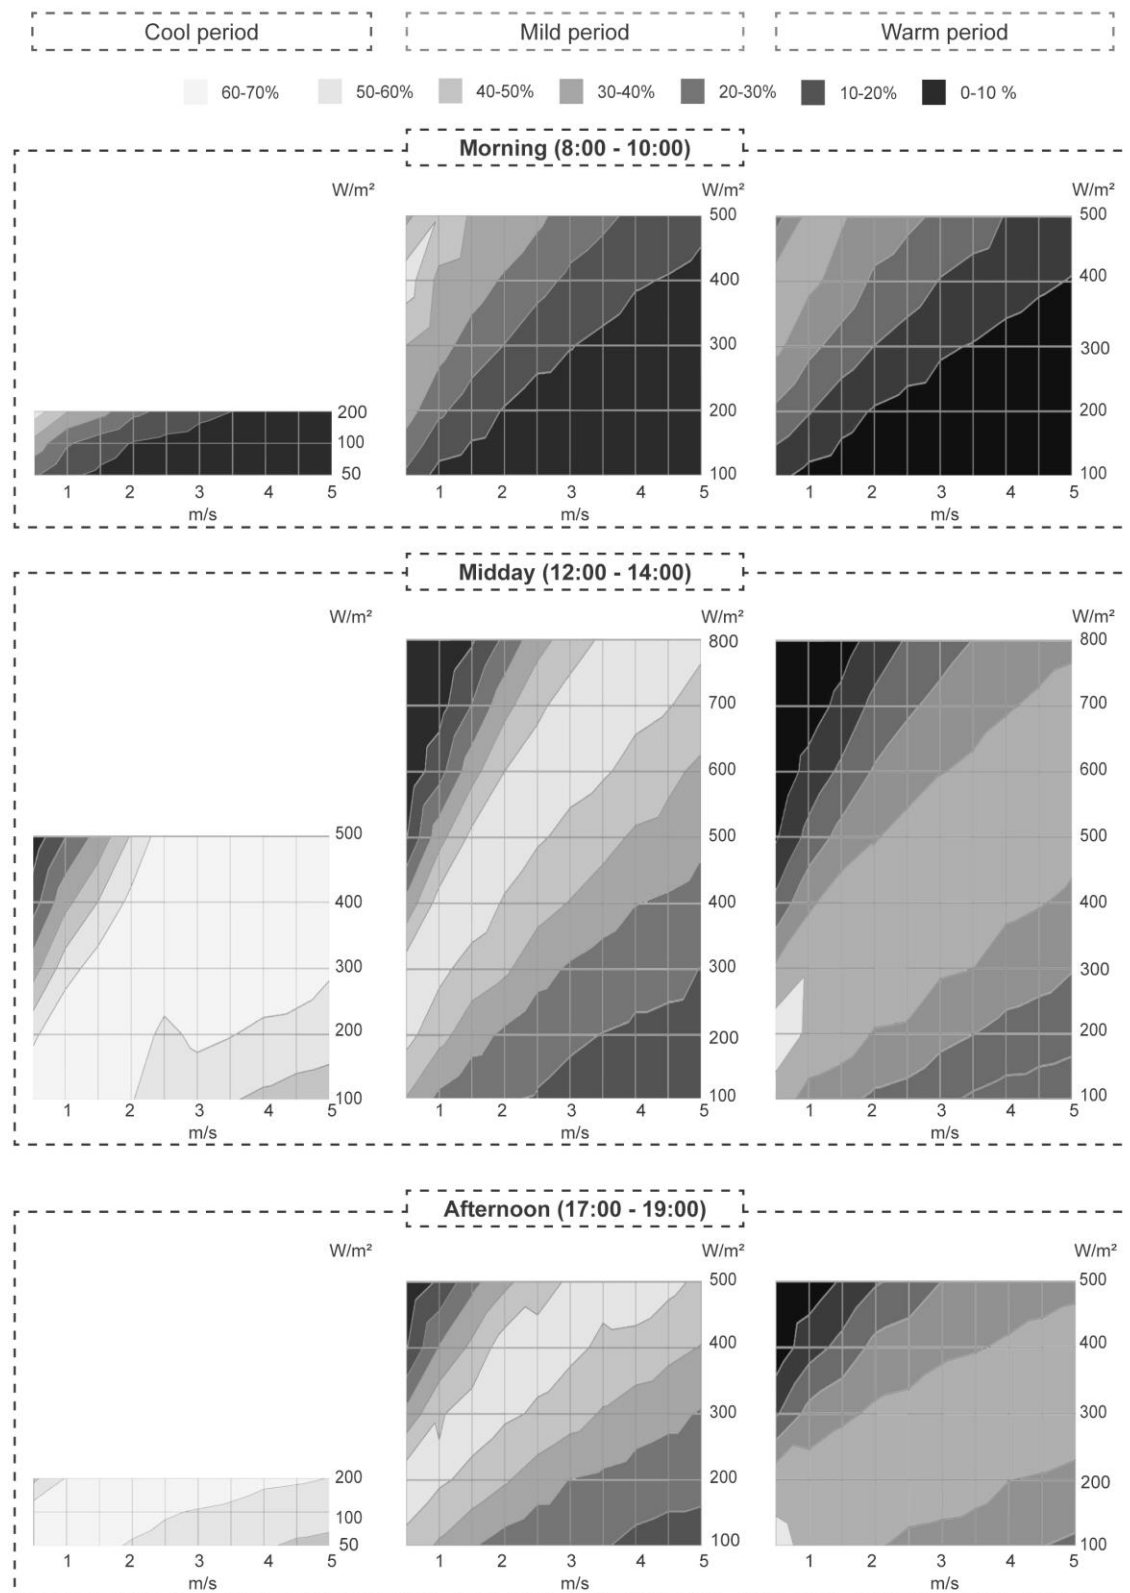 Cool period Mild period Warm period
60-70% 50-60% 40-50% 30-40% 20-30% 10-20% 0-10 %
Morning (8:00 - 10:00)
W/m² W/m² W/m²
500 500
400 400
300 300
200 200 200
100
50 100 100
1 2 3 4 5 1 2 3 4 5 1 2 3 4 5
m/s m/s m/s
Midday (12:00 - 14:00)
W/m² W/m² W/m²
800 800
700 700
600 600
500 500 500
400 400 400
300 300 300
200 200 200
100 100 100
1 2 3 4 5 1 2 3 4 5 1 2 3 4 5
m/s m/s m/s
Afternoon (17:00 - 19:00)
W/m² W/m² W/m²
500 500
400 400
300 300
200 200 200
100
50 100 100
1 2 3 4 5 1 2 3 4 5 1 2 3 4 5
m/s m/s m/s